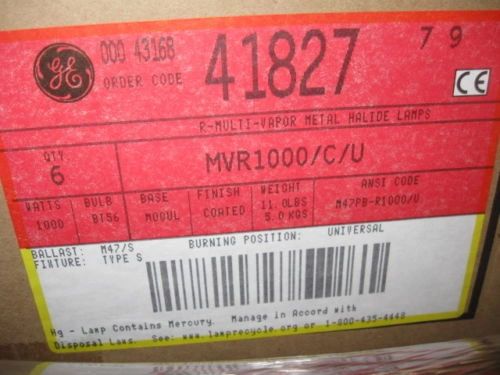 GE 000 43168 41827 79
ORDER CODE
CE
R-MULTI-VAPOR METAL HALIDE LAMPS
QTY MVR1000/C/U
6
WATTS BULB BASE FINISH WEIGHT ANSI CODE
1000 BT56 MOGUL COATED 11.0LBS M47PB-R1000/U
5.0 KGS
BALLAST: M47/S BURNING POSITION: UNIVERSAL
FIXTURE: TYPE S
Hg - Lamp Contains Mercury. Manage in Accord with
Disposal Laws. See: www.lamprecycle.org or 1-800-435-4448